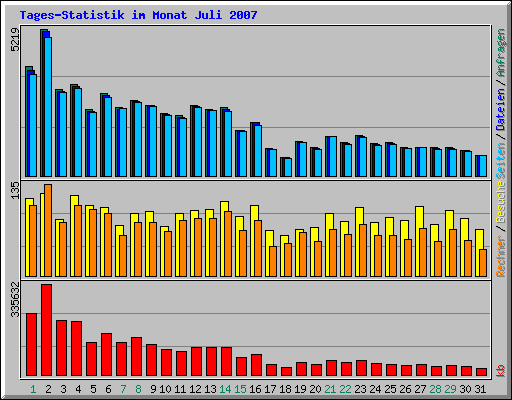 Tages-Statistik im Monat Juli 2007
5219
135
335632
Rechner / Besuche Seiten / Dateien / Anfragen
kb
1 2 3 4 5 6 7 8 9 10 11 12 13 14 15 16 17 18 19 20 21 22 23 24 25 26 27 28 29 30 31